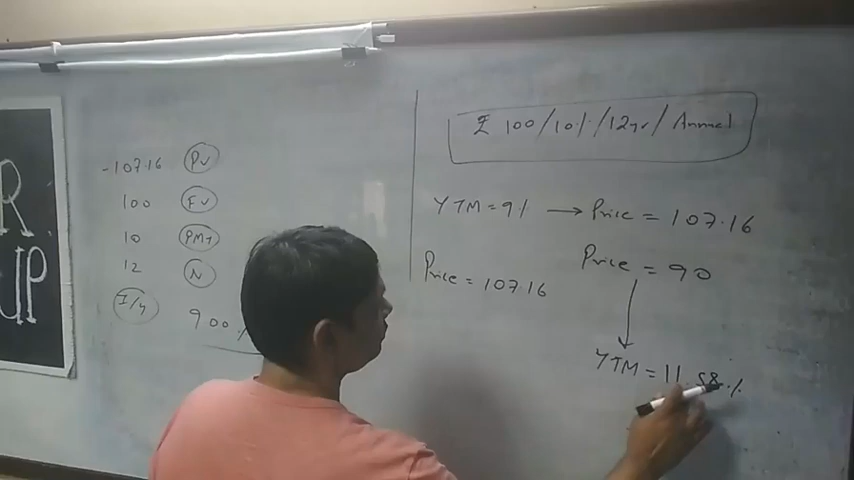 R
UP
-107.16 PV
100 FV
10 PMT
12 N
I/Y 9.00 %
₹ 100/10%/12yr/Annual
YTM = 9% → Price = 107.16
Price = 107.16
Price = 90
YTM = 11.58%